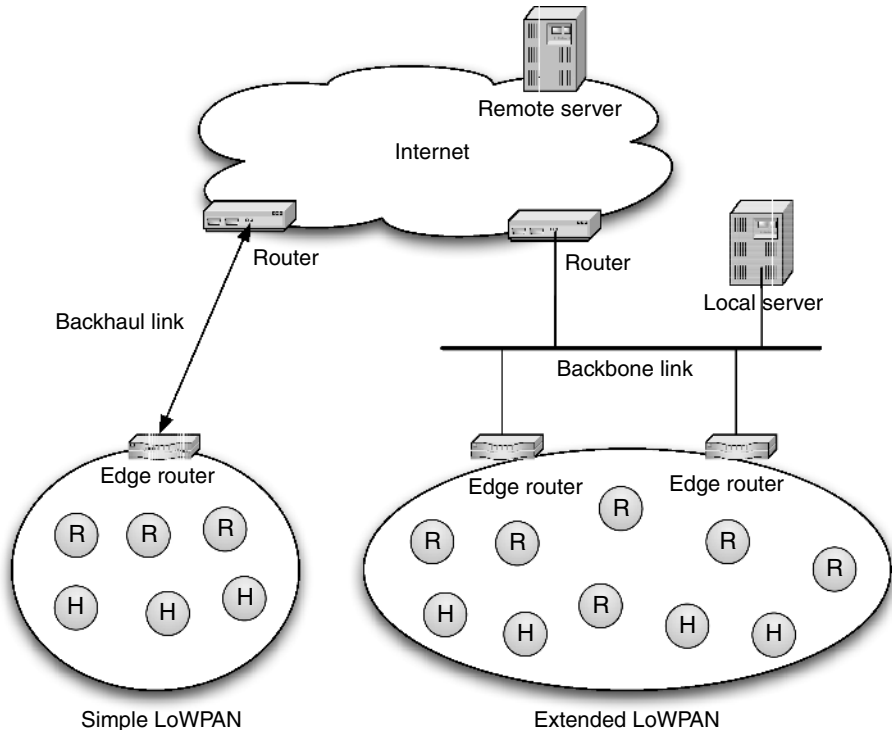 Remote server
Internet
Router
Router
Local server
Backhaul link
Backbone link
Edge router
Edge router
Edge router
R
R
R
H
H
H
R
R
R
R
R
H
H
R
H
H
Simple LoWPAN
Extended LoWPAN